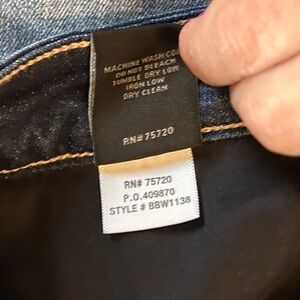 MACHINE WASH COL
DO NOT BLEACH
TUMBLE DRY LOW
IRON LOW
DRY CLEAN
RN# 75720
RN# 75720
P.O.409870
STYLE # BBW1138